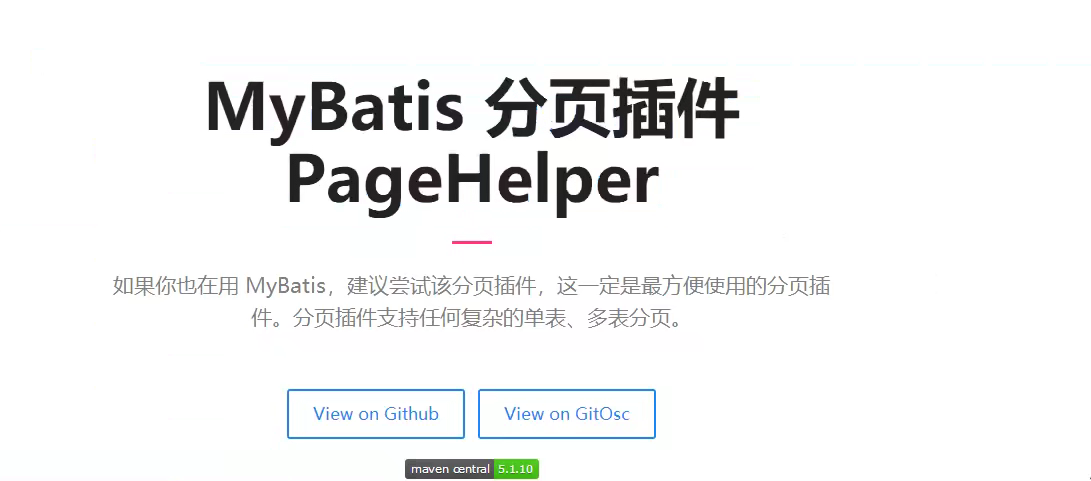 MyBatis 分页插件
PageHelper
如果你也在用 MyBatis，建议尝试该分页插件，这一定是最方便使用的分页插
件。分页插件支持任何复杂的单表、多表分页。
View on Github View on GitOsc
maven central 5.1.10